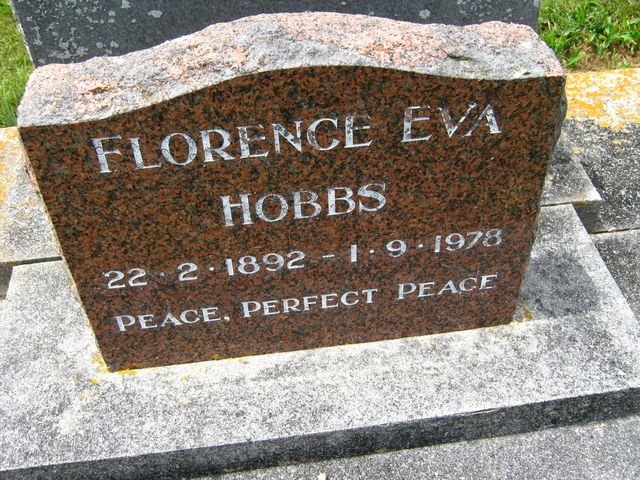 FLORENCE EVA
HOBBS
22·2·1892 - 1·9·1978
PEACE, PERFECT PEACE